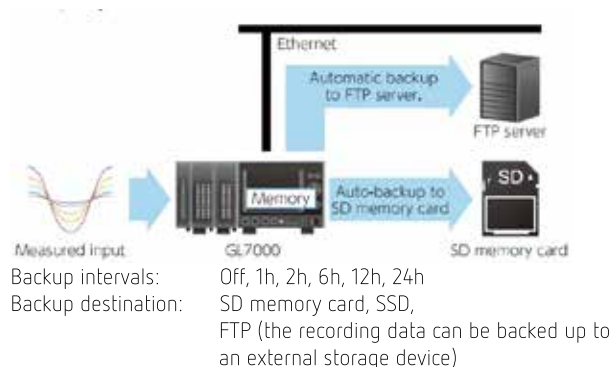 Ethernet
Automatic backup
to FTP server.
FTP server
Memory
Auto-backup to
SD memory card
SD
Measured input
GL7000
SD memory card
Backup intervals: Off, 1h, 2h, 6h, 12h, 24h
Backup destination: SD memory card, SSD,
FTP (the recording data can be backed up to
an external storage device)